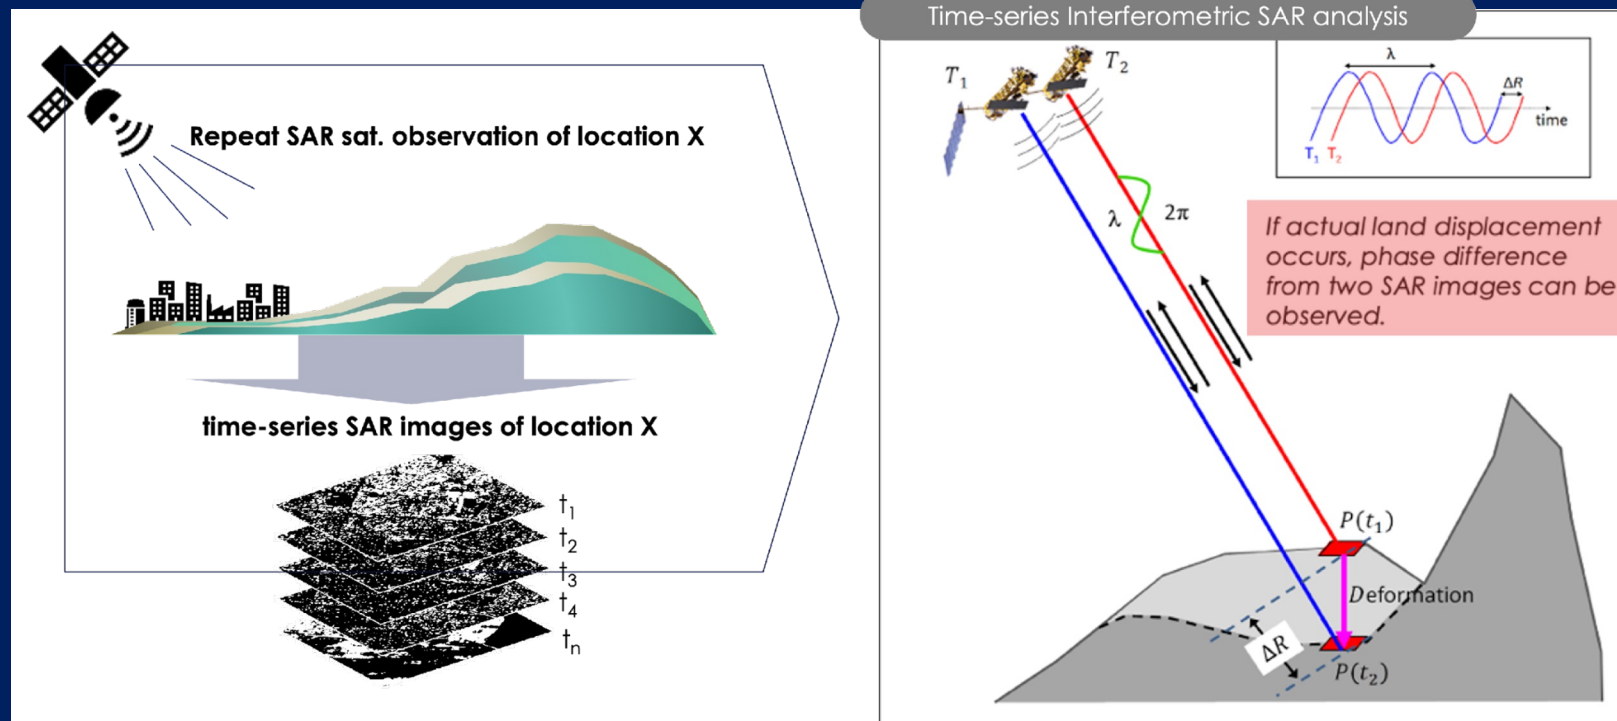 Repeat SAR sat. observation of location X
time-series SAR images of location X
t₁
t₂
t₃
t₄
tₙ
Time-series Interferometric SAR analysis
T₁
T₂
λ
2π
λ
ΔR
time
T₁ T₂
If actual land displacement
occurs, phase difference
from two SAR images can be
observed.
P(t₁)
Deformation
ΔR
P(t₂)